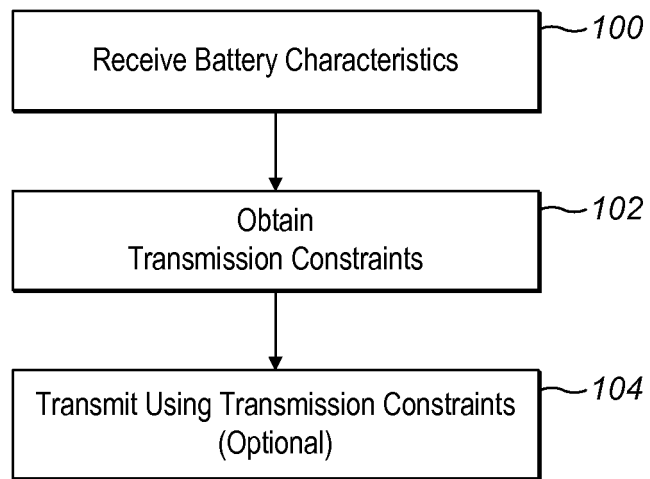 Receive Battery Characteristics
100
Obtain
Transmission Constraints
102
Transmit Using Transmission Constraints
(Optional)
104